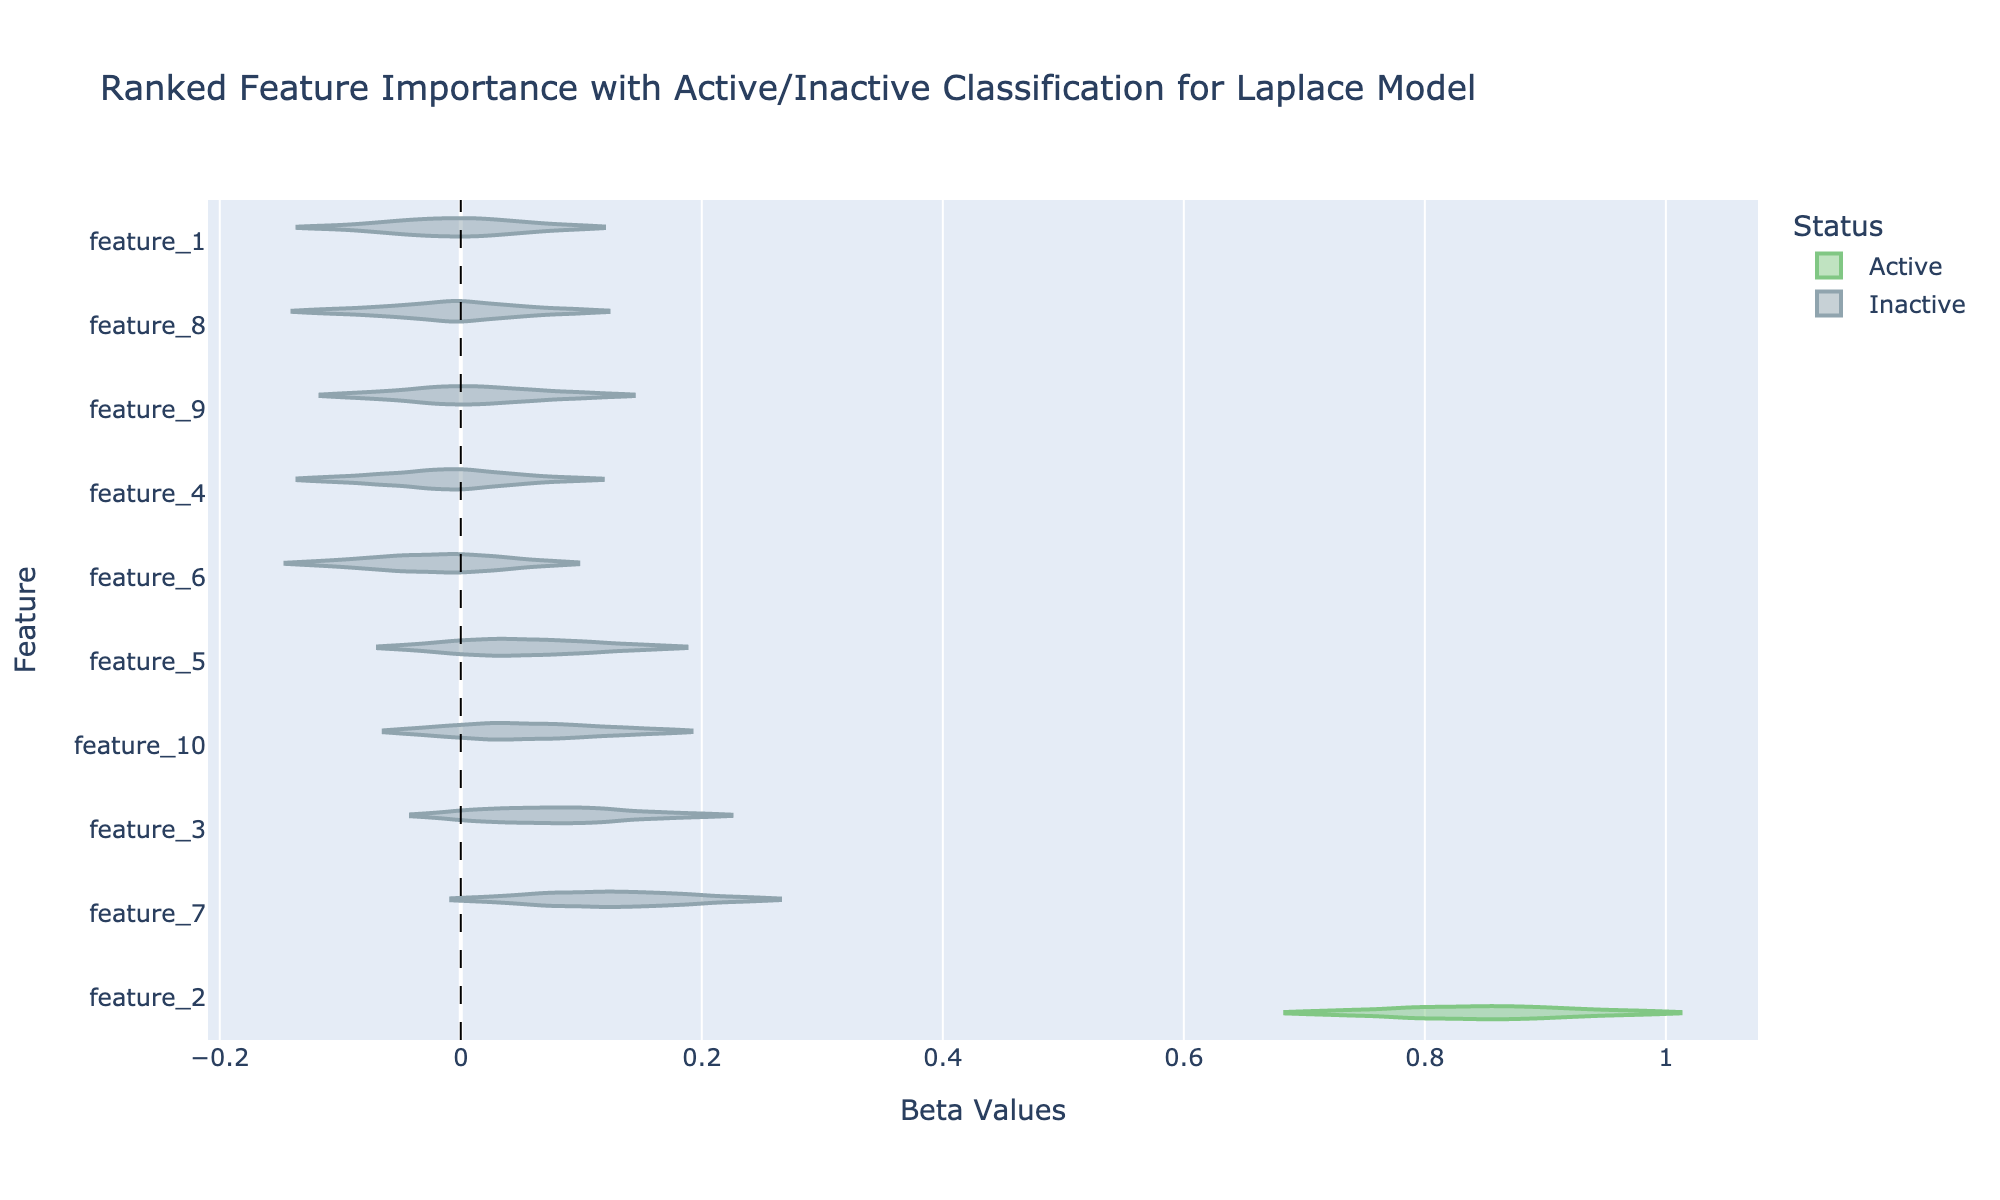 Ranked Feature Importance with Active/Inactive Classification for Laplace Model
Status
Active
Inactive
Feature
feature_1
feature_8
feature_9
feature_4
feature_6
feature_5
feature_10
feature_3
feature_7
feature_2
−0.2 0 0.2 0.4 0.6 0.8 1
Beta Values